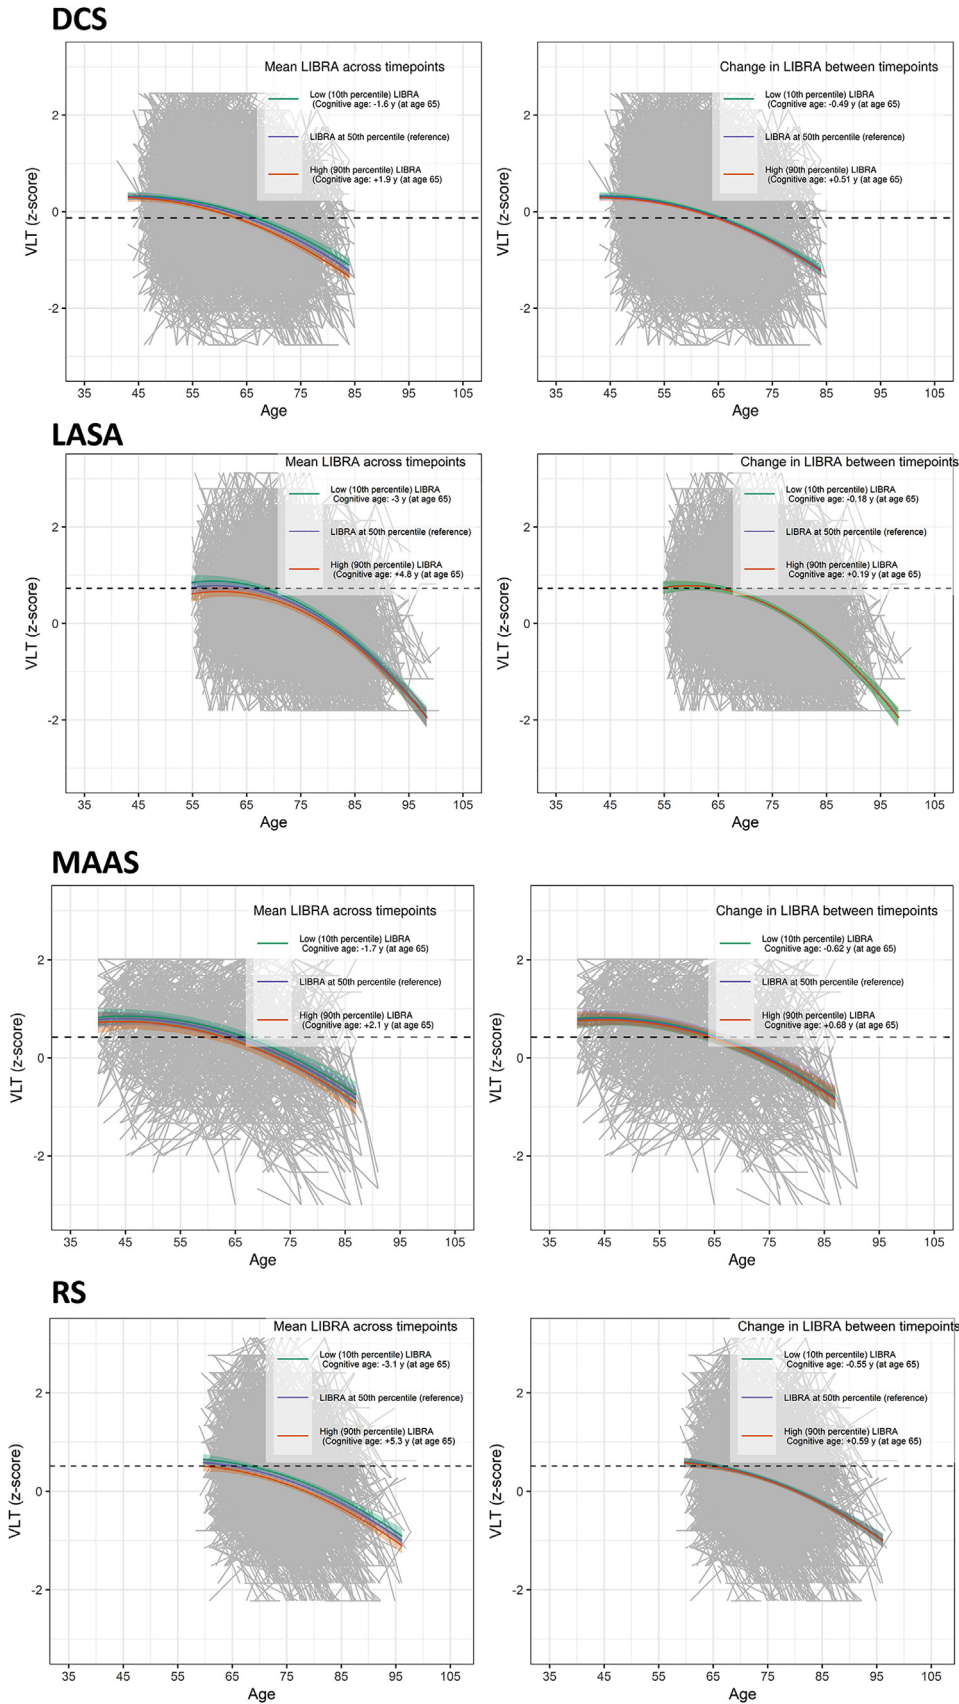 DCS
Mean LIBRA across timepoints
Low (10th percentile) LIBRA
(Cognitive age: -1.6 y (at age 65)
LIBRA at 50th percentile (reference)
High (90th percentile) LIBRA
(Cognitive age: +1.9 y (at age 65)
VLT (z-score)
2
0
-2
35 45 55 65 75 85 95 105
Age
Change in LIBRA between timepoints
Low (10th percentile) LIBRA
Cognitive age: -0.49 y (at age 65)
LIBRA at 50th percentile (reference)
High (90th percentile) LIBRA
(Cognitive age: +0.51 y (at age 65)
VLT (z-score)
2
0
-2
35 45 55 65 75 85 95 105
Age
LASA
Mean LIBRA across timepoints
Low (10th percentile) LIBRA
Cognitive age: -3 y (at age 65)
LIBRA at 50th percentile (reference)
High (90th percentile) LIBRA
(Cognitive age: +4.8 y (at age 65)
VLT (z-score)
2
0
-2
35 45 55 65 75 85 95 105
Age
Change in LIBRA between timepoints
Low (10th percentile) LIBRA
Cognitive age: -0.18 y (at age 65)
LIBRA at 50th percentile (reference)
High (90th percentile) LIBRA
(Cognitive age: +0.19 y (at age 65)
VLT (z-score)
2
0
-2
35 45 55 65 75 85 95 105
Age
MAAS
Mean LIBRA across timepoints
Low (10th percentile) LIBRA
Cognitive age: -1.7 y (at age 65)
LIBRA at 50th percentile (reference)
High (90th percentile) LIBRA
(Cognitive age: +2.1 y (at age 65)
VLT (z-score)
2
0
-2
35 45 55 65 75 85 95 105
Age
Change in LIBRA between timepoints
Low (10th percentile) LIBRA
Cognitive age: -0.62 y (at age 65)
LIBRA at 50th percentile (reference)
High (90th percentile) LIBRA
(Cognitive age: +0.68 y (at age 65)
VLT (z-score)
2
0
-2
35 45 55 65 75 85 95 105
Age
RS
Mean LIBRA across timepoints
Low (10th percentile) LIBRA
Cognitive age: -3.1 y (at age 65)
LIBRA at 50th percentile (reference)
High (90th percentile) LIBRA
(Cognitive age: +5.3 y (at age 65)
VLT (z-score)
2
0
-2
35 45 55 65 75 85 95 105
Age
Change in LIBRA between timepoints
Low (10th percentile) LIBRA
Cognitive age: -0.55 y (at age 65)
LIBRA at 50th percentile (reference)
High (90th percentile) LIBRA
(Cognitive age: +0.59 y (at age 65)
VLT (z-score)
2
0
-2
35 45 55 65 75 85 95 105
Age